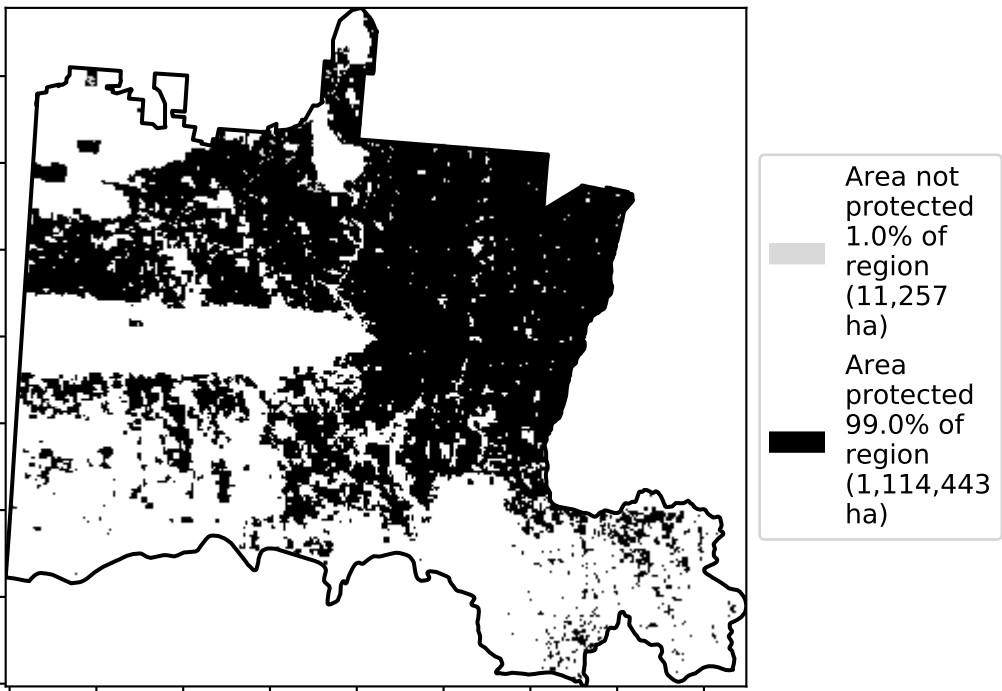 Area not
protected
1.0% of
region
(11,257
ha)
Area
protected
99.0% of
region
(1,114,443
ha)